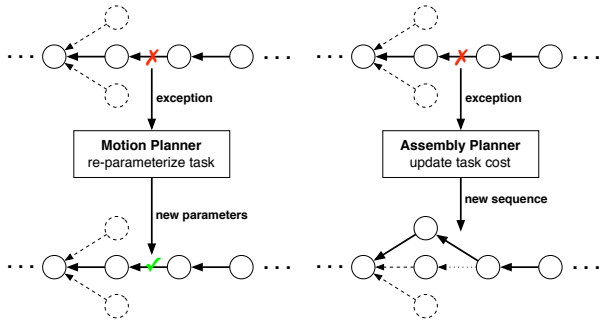 exception
Motion Planner
re-parameterize task
new parameters
exception
Assembly Planner
update task cost
new sequence